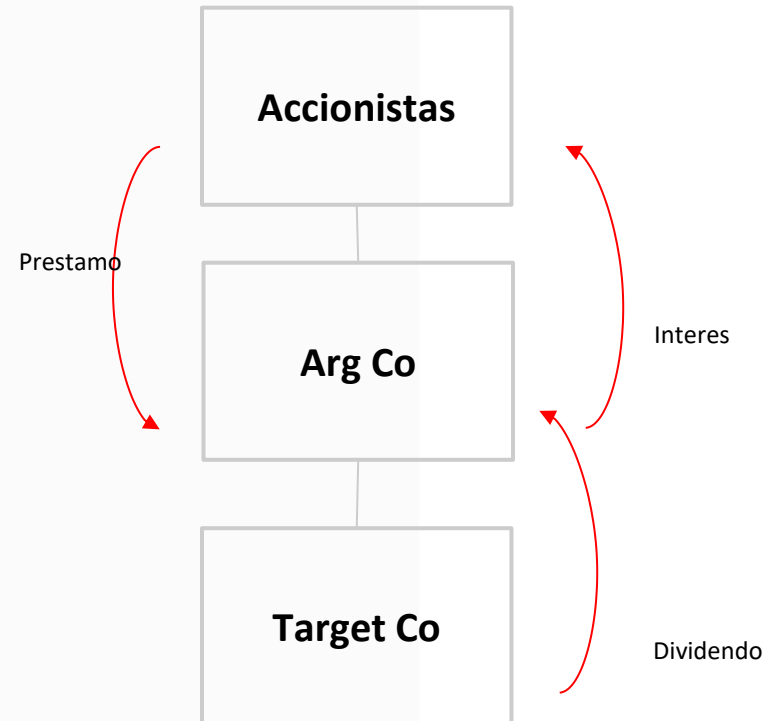 Accionistas
Prestamo
Interes
Arg Co
Target Co
Dividendo